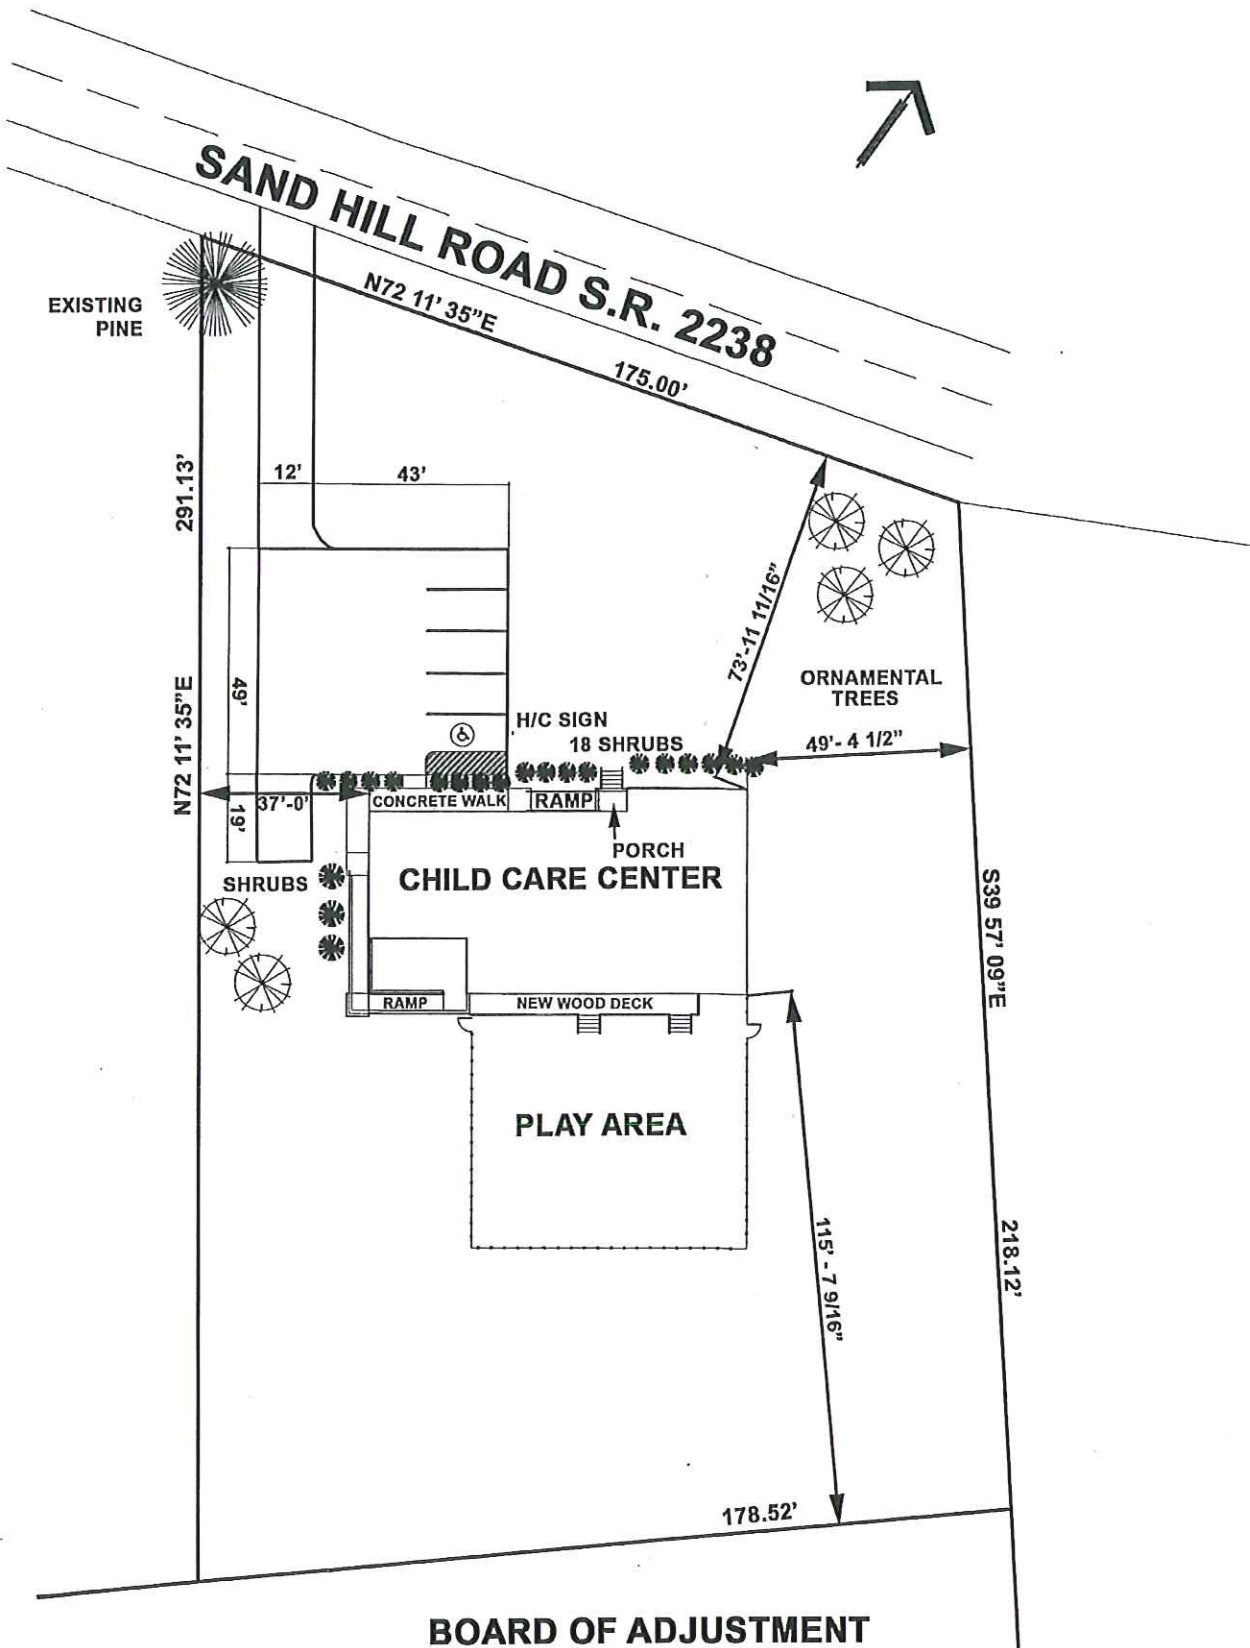 SAND HILL ROAD S.R. 2238
N72 11' 35"E
175.00'
EXISTING
PINE
291.13'
12'
43'
73'-11 11/16"
ORNAMENTAL
TREES
49'
N72 11' 35"E
H/C SIGN
18 SHRUBS
49'- 4 1/2"
37'-0'
19'
CONCRETE WALK
RAMP
PORCH
SHRUBS
CHILD CARE CENTER
S39 57' 09"E
RAMP
NEW WOOD DECK
PLAY AREA
115' - 7 9/16"
218.12'
178.52'
BOARD OF ADJUSTMENT